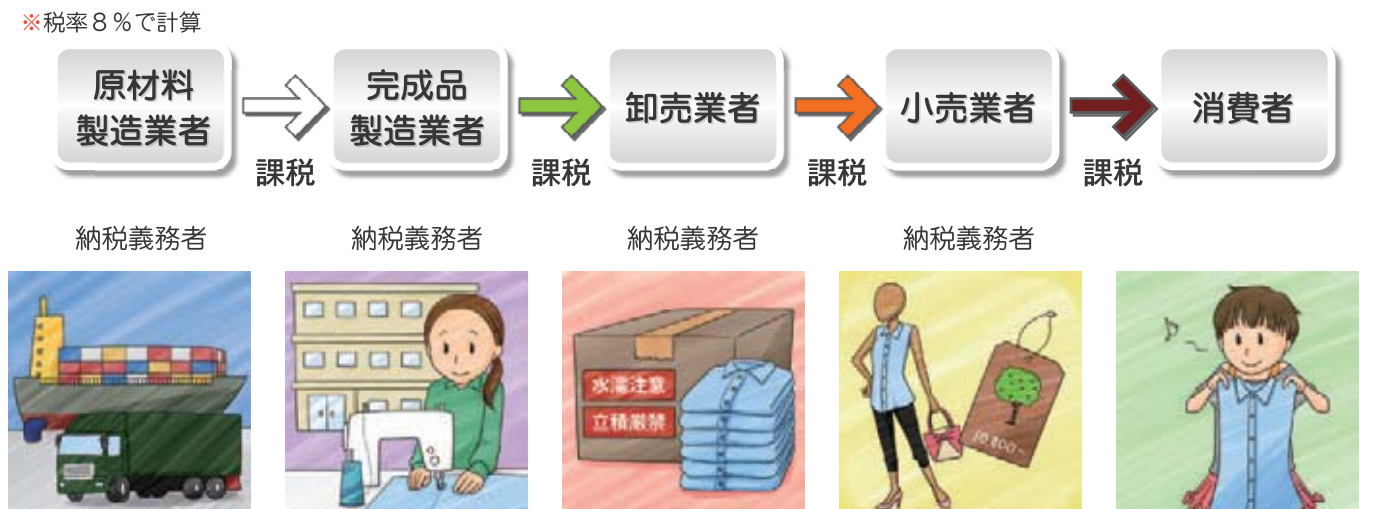 ※税率８％で計算
原材料
製造業者
完成品
製造業者
卸売業者
小売業者
消費者
課税
課税
課税
課税
納税義務者
納税義務者
納税義務者
納税義務者
水濡注意
立積厳禁
10,800-